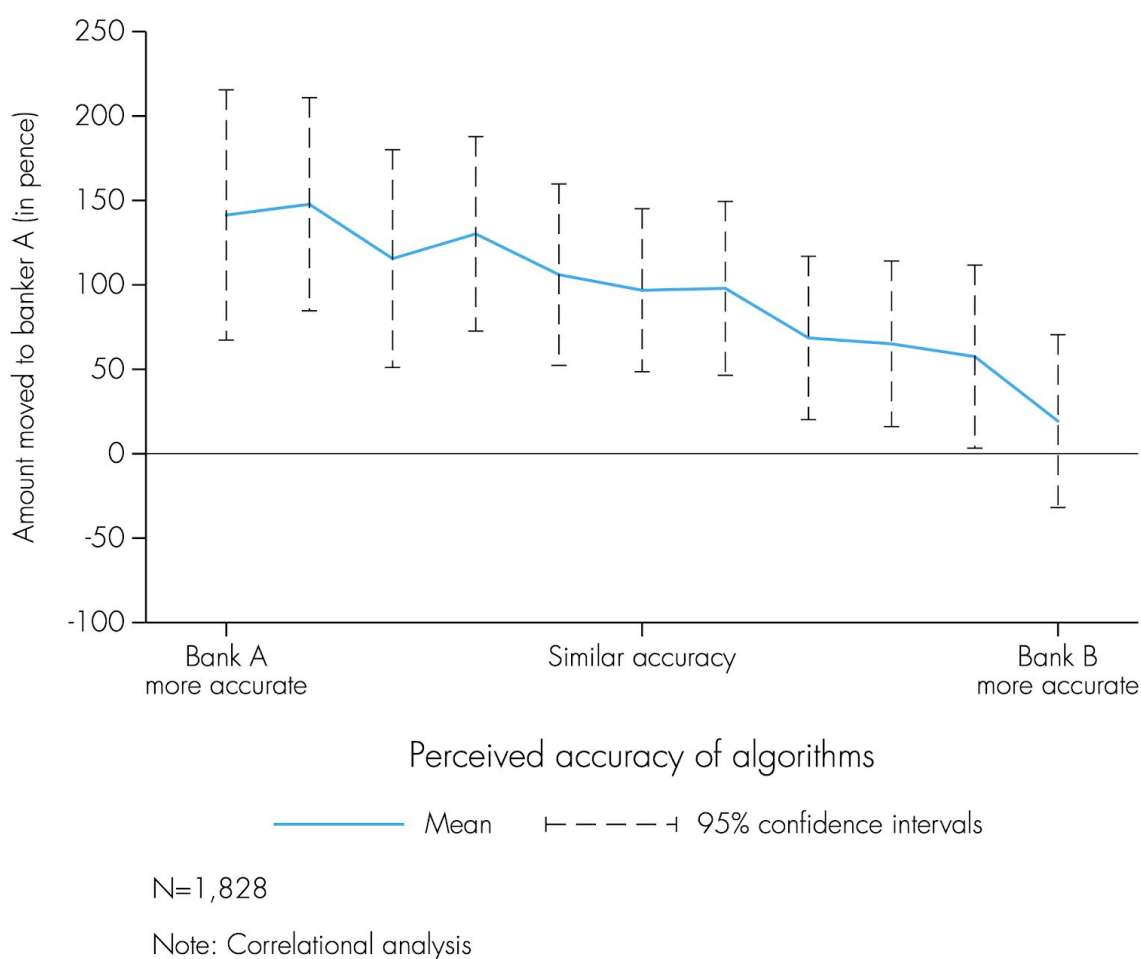 250
200
150
100
50
0
-50
-100
Amount moved to banker A (in pence)
Bank A
more accurate
Similar accuracy
Bank B
more accurate
Perceived accuracy of algorithms
Mean
95% confidence intervals
N=1,828
Note: Correlational analysis